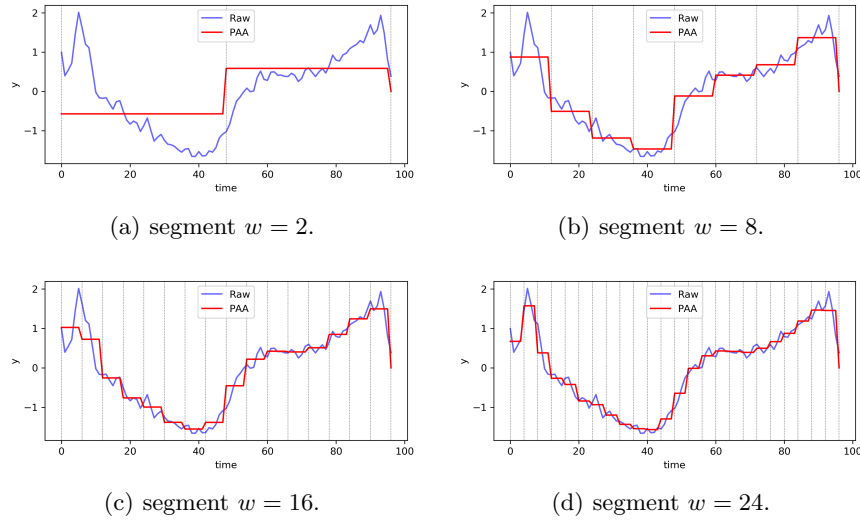 2
1
0
−1
y
Raw
PAA
0 20 40 60 80 100
time
(a) segment w = 2.
2
1
0
−1
y
Raw
PAA
0 20 40 60 80 100
time
(b) segment w = 8.
2
1
0
−1
y
Raw
PAA
0 20 40 60 80 100
time
(c) segment w = 16.
2
1
0
−1
y
Raw
PAA
0 20 40 60 80 100
time
(d) segment w = 24.